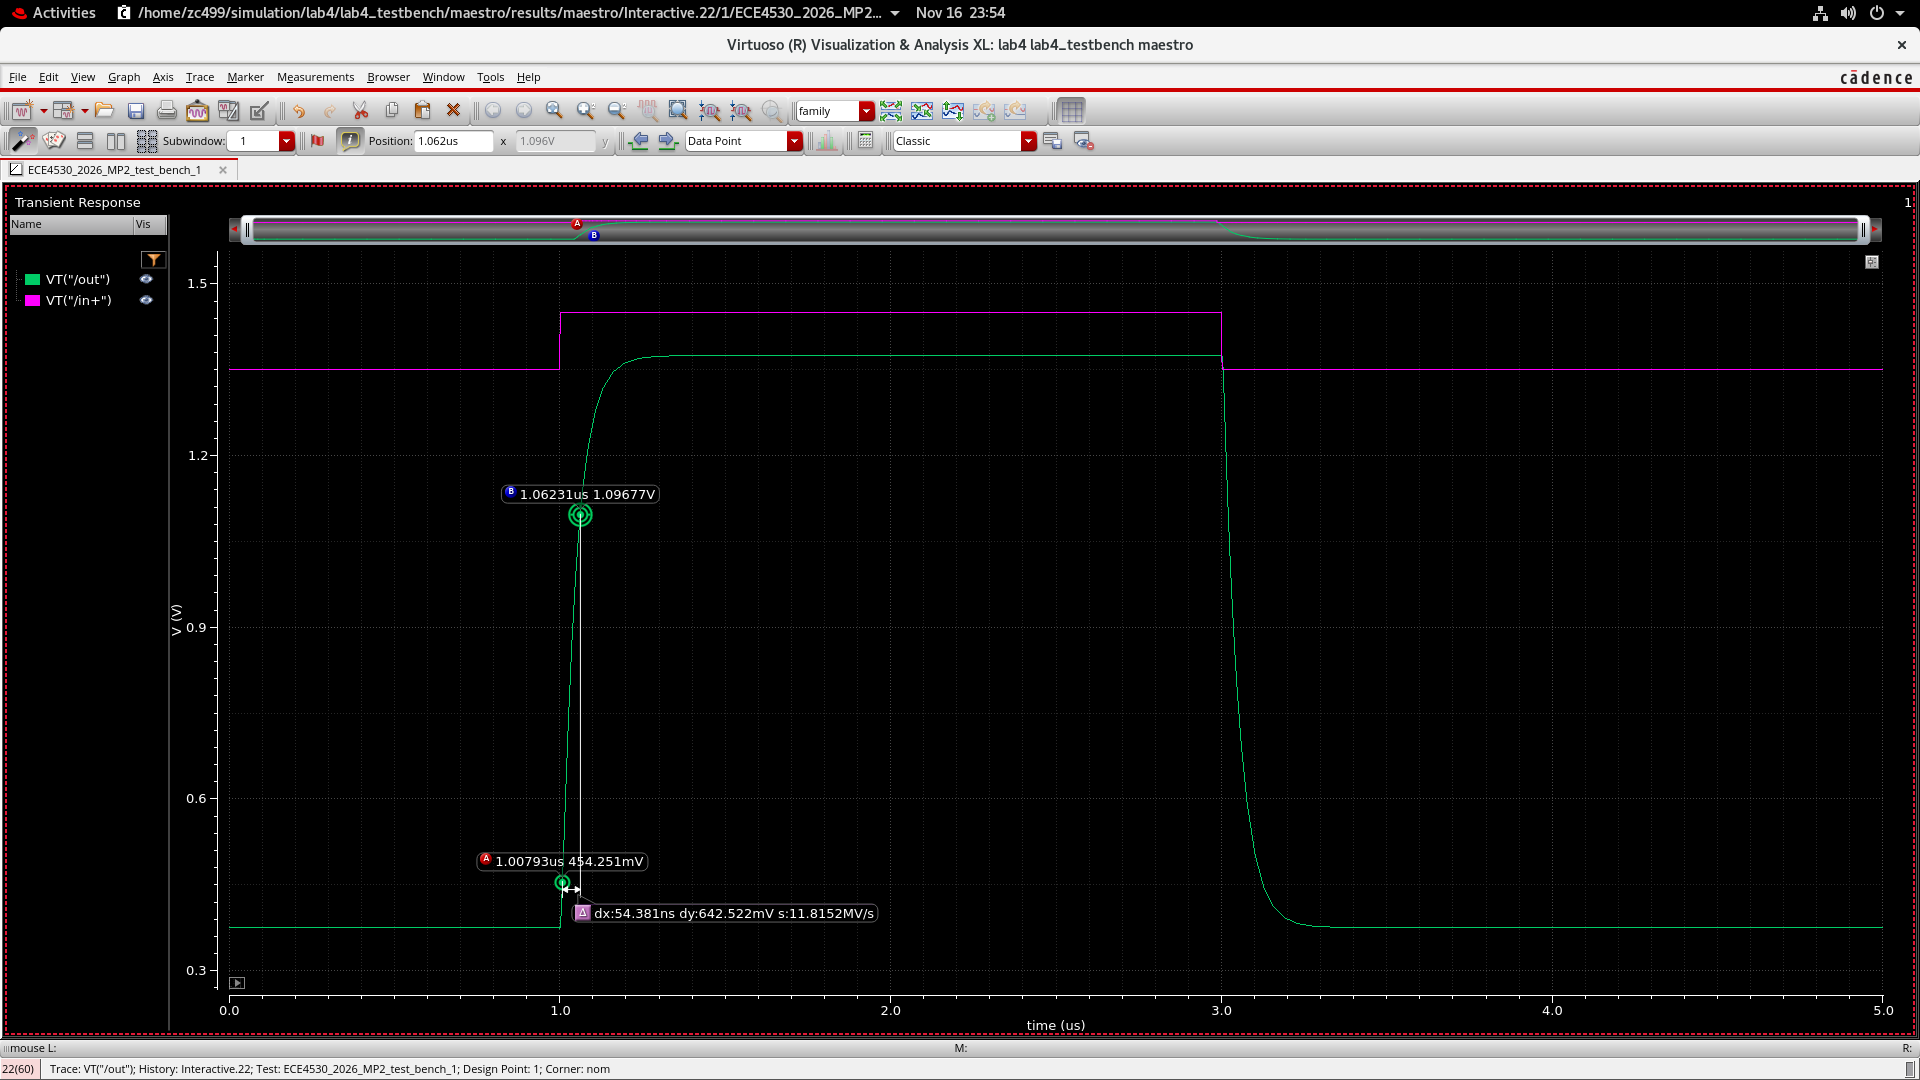 Activities /home/zc499/simulation/lab4/lab4_testbench/maestro/results/maestro/Interactive.22/1/ECE4530_2026_MP2... Nov 16 23:54
Virtuoso (R) Visualization & Analysis XL: lab4 lab4_testbench maestro
File Edit View Graph Axis Trace Marker Measurements Browser Window Tools Help cādence
family
Subwindow: 1 Position: 1.062us x 1.096V y Data Point Classic
ECE4530_2026_MP2_test_bench_1
Transient Response 1
Name Vis
A
B
VT("/out")
VT("/in+")
1.5
1.2
B 1.06231us 1.09677V
0.9
V (V)
0.6
A 1.00793us 454.251mV
Δ dx:54.381ns dy:642.522mV s:11.8152MV/s
0.3
0.0 1.0 2.0 3.0 4.0 5.0
time (us)
mouse L: M: R:
22(60) Trace: VT("/out"); History: Interactive.22; Test: ECE4530_2026_MP2_test_bench_1; Design Point: 1; Corner: nom